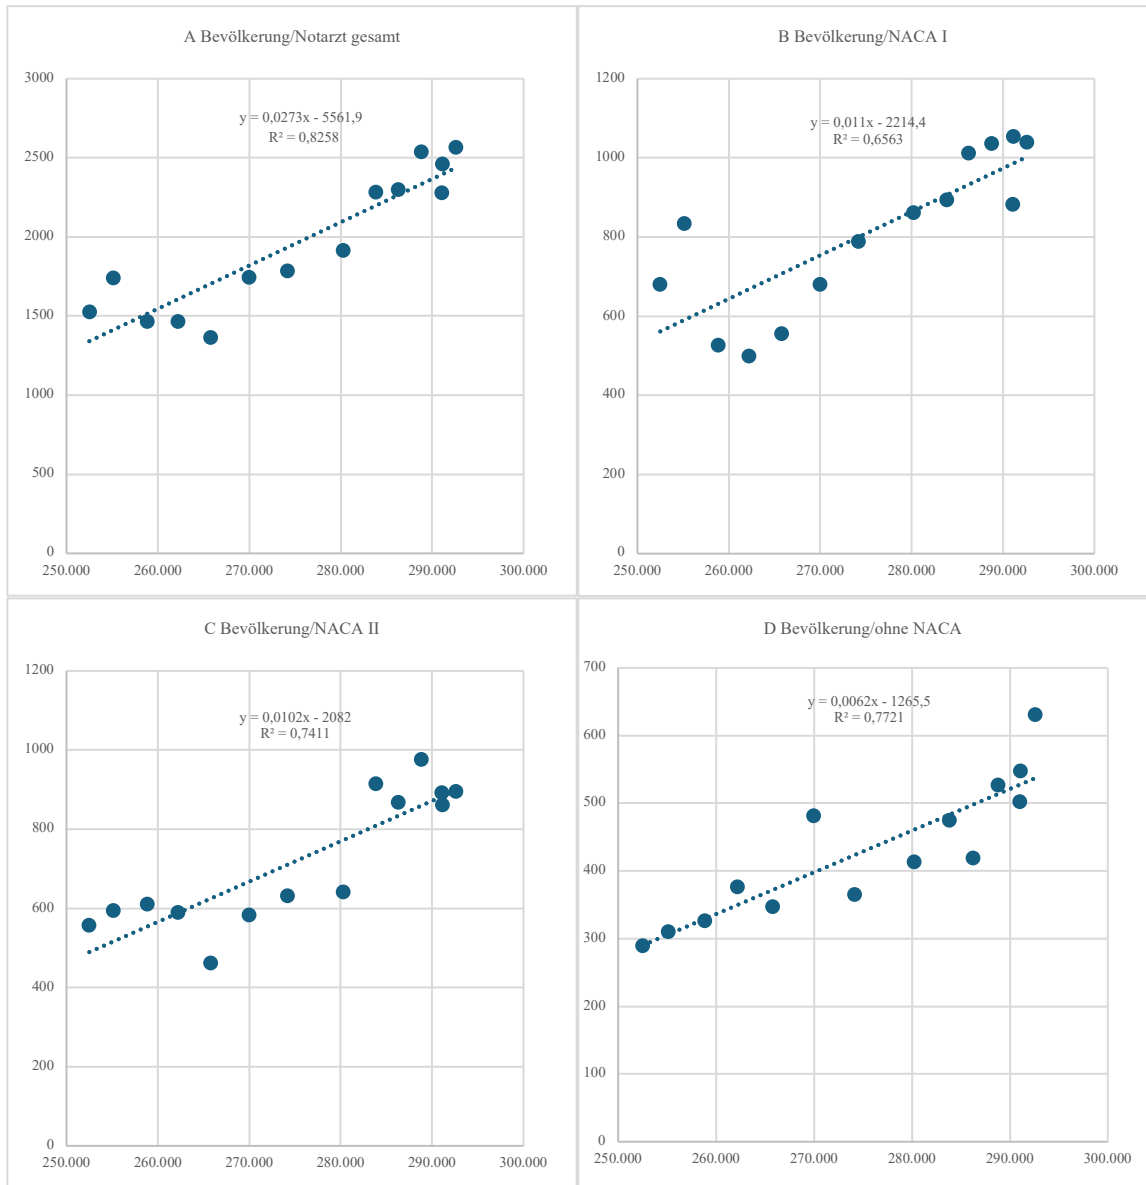 A Bevölkerung/Notarzt gesamt
3000
2500
2000
1500
1000
500
0
y = 0,0273x - 5561,9
R² = 0,8258
250.000 260.000 270.000 280.000 290.000 300.000
B Bevölkerung/NACA I
1200
1000
800
600
400
200
0
y = 0,011x - 2214,4
R² = 0,6563
250.000 260.000 270.000 280.000 290.000 300.000
C Bevölkerung/NACA II
1200
1000
800
600
400
200
0
y = 0,0102x - 2082
R² = 0,7411
250.000 260.000 270.000 280.000 290.000 300.000
D Bevölkerung/ohne NACA
700
600
500
400
300
200
100
0
y = 0,0062x - 1265,5
R² = 0,7721
250.000 260.000 270.000 280.000 290.000 300.000